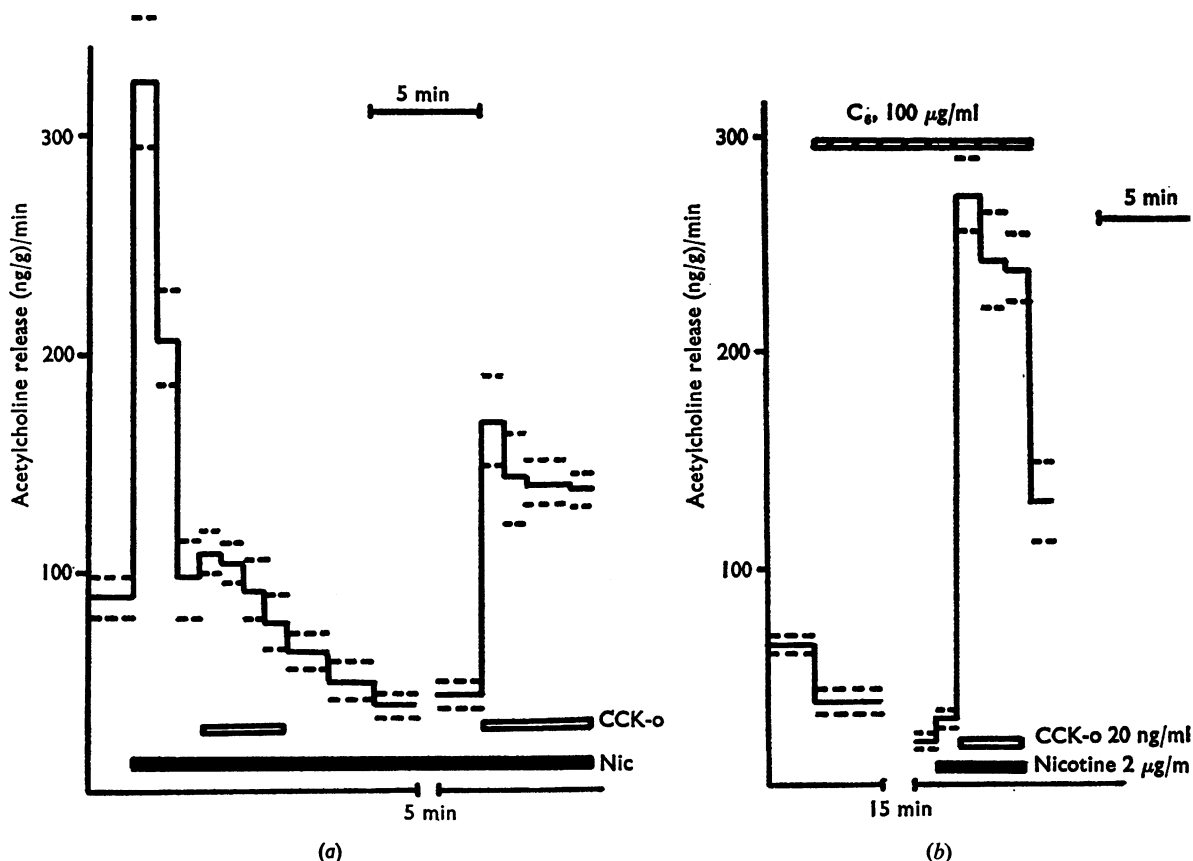 Acetylcholine release (ng/g)/min
300
200
100
5 min
CCK-o
Nic
5 min
(a)
Acetylcholine release (ng/g)/min
300
200
100
C6, 100 μg/ml
5 min
CCK-o 20 ng/ml
Nicotine 2 μg/m
15 min
(b)